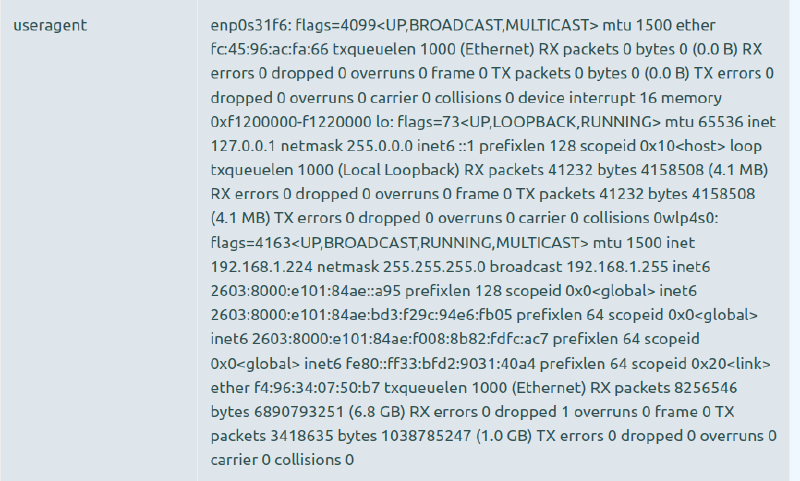 useragent
enp0s31f6: flags=4099<UP,BROADCAST,MULTICAST> mtu 1500 ether
fc:45:96:ac:fa:66 txqueuelen 1000 (Ethernet) RX packets 0 bytes 0 (0.0 B) RX
errors 0 dropped 0 overruns 0 frame 0 TX packets 0 bytes 0 (0.0 B) TX errors 0
dropped 0 overruns 0 carrier 0 collisions 0 device interrupt 16 memory
0xf1200000-f1220000 lo: flags=73<UP,LOOPBACK,RUNNING> mtu 65536 inet
127.0.0.1 netmask 255.0.0.0 inet6 ::1 prefixlen 128 scopeid 0x10<host> loop
txqueuelen 1000 (Local Loopback) RX packets 41232 bytes 4158508 (4.1 MB)
RX errors 0 dropped 0 overruns 0 frame 0 TX packets 41232 bytes 4158508
(4.1 MB) TX errors 0 dropped 0 overruns 0 carrier 0 collisions 0wlp4s0:
flags=4163<UP,BROADCAST,RUNNING,MULTICAST> mtu 1500 inet
192.168.1.224 netmask 255.255.255.0 broadcast 192.168.1.255 inet6
2603:8000:e101:84ae::a95 prefixlen 128 scopeid 0x0<global> inet6
2603:8000:e101:84ae:bd3:f29c:94e6:fb05 prefixlen 64 scopeid 0x0<global>
inet6 2603:8000:e101:84ae:f008:8b82:fdfc:ac7 prefixlen 64 scopeid
0x0<global> inet6 fe80::ff33:bfd2:9031:40a4 prefixlen 64 scopeid 0x20<link>
ether f4:96:34:07:50:b7 txqueuelen 1000 (Ethernet) RX packets 8256546
bytes 6890793251 (6.8 GB) RX errors 0 dropped 1 overruns 0 frame 0 TX
packets 3418635 bytes 1038785247 (1.0 GB) TX errors 0 dropped 0 overruns 0
carrier 0 collisions 0